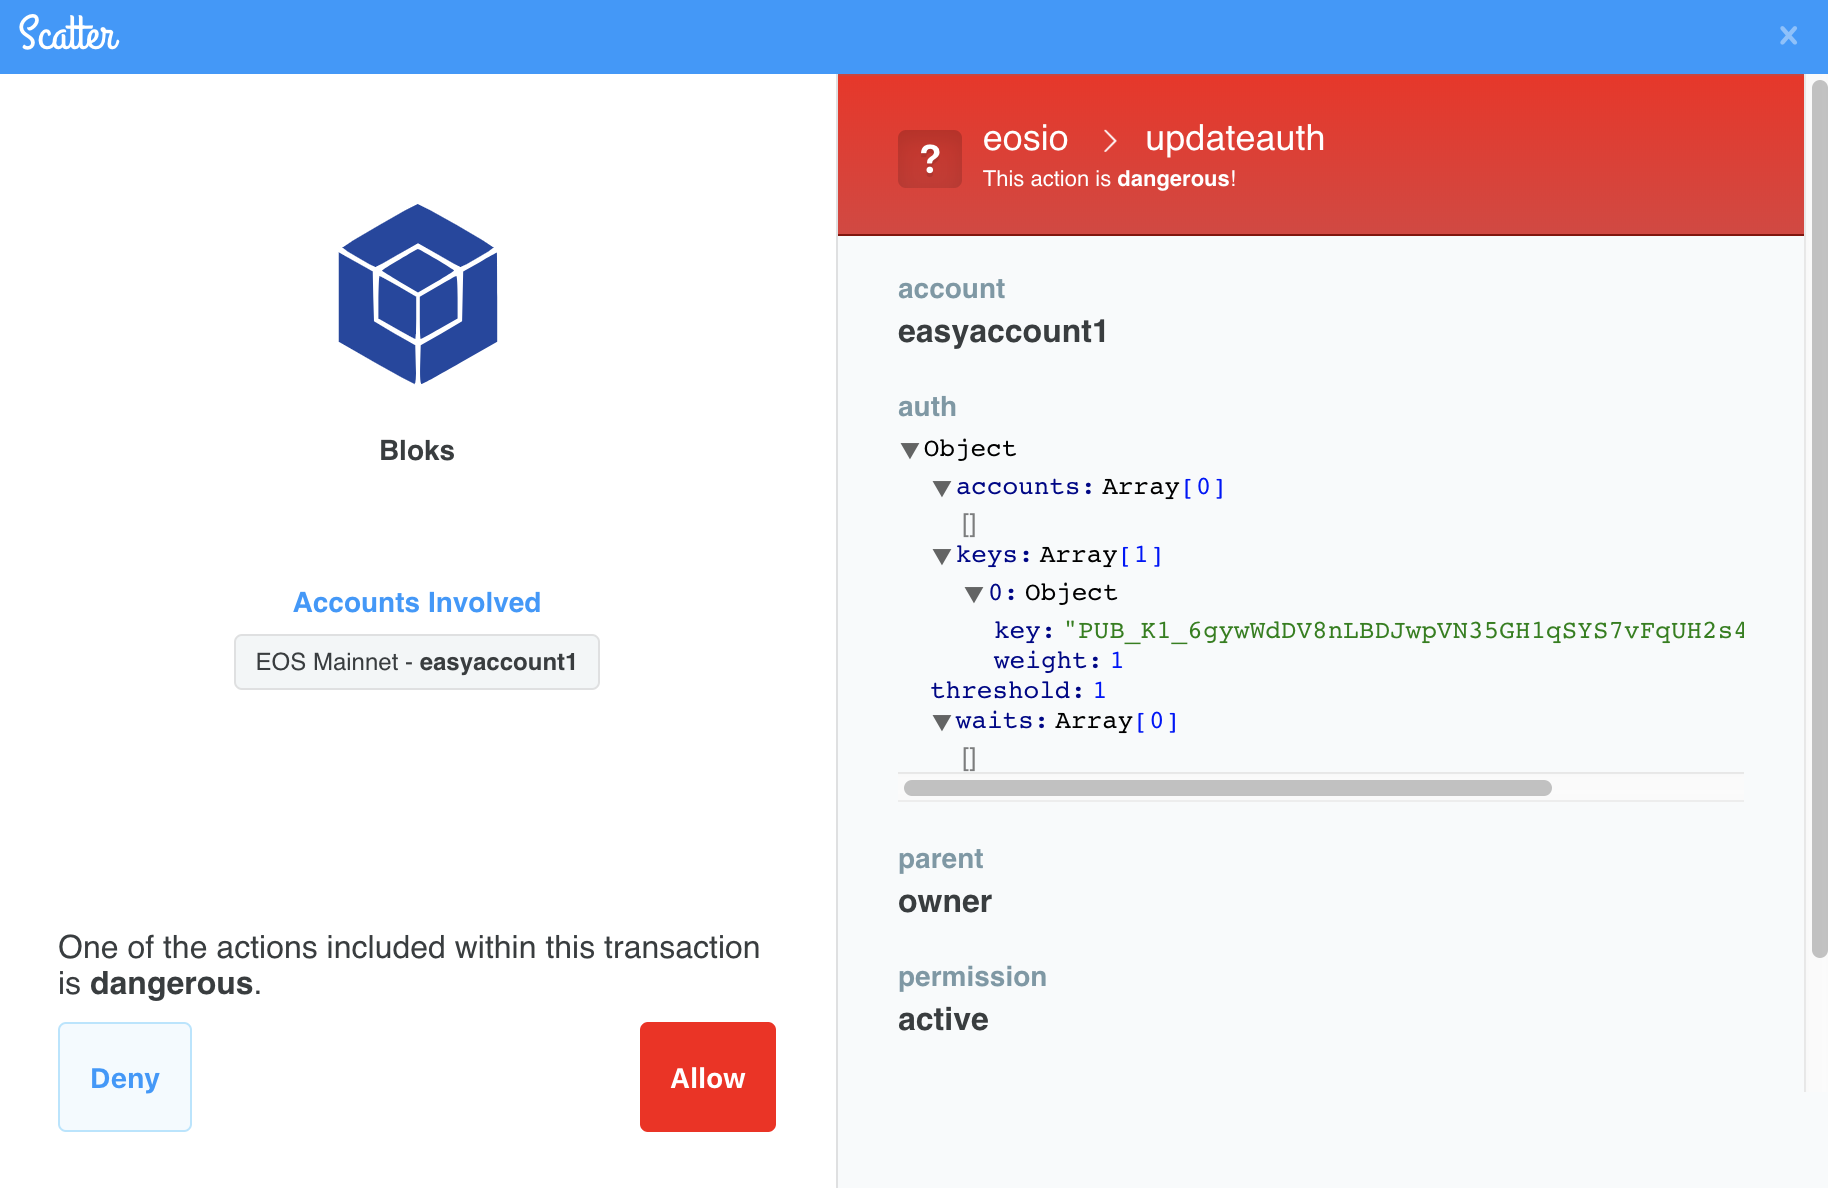 Scatter
×
Bloks
Accounts Involved
EOS Mainnet - easyaccount1
One of the actions included within this transaction
is dangerous.
Deny
Allow
?
eosio > updateauth
This action is dangerous!
account
easyaccount1
auth
▼Object
▼accounts: Array[0]
[]
▼keys: Array[1]
▼0: Object
key: "PUB_K1_6gywWdDV8nLBDJwpVN35GH1qSYS7vFqUH2s4
weight: 1
threshold: 1
▼waits: Array[0]
[]
parent
owner
permission
active